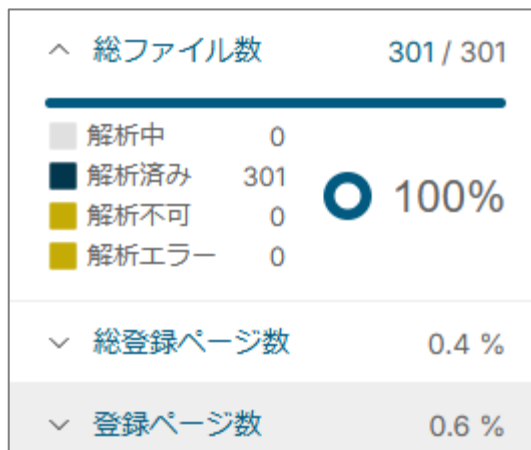 総ファイル数 301 / 301
解析中 0
解析済み 301
解析不可 0
解析エラー 0
100%
総登録ページ数 0.4 %
登録ページ数 0.6 %